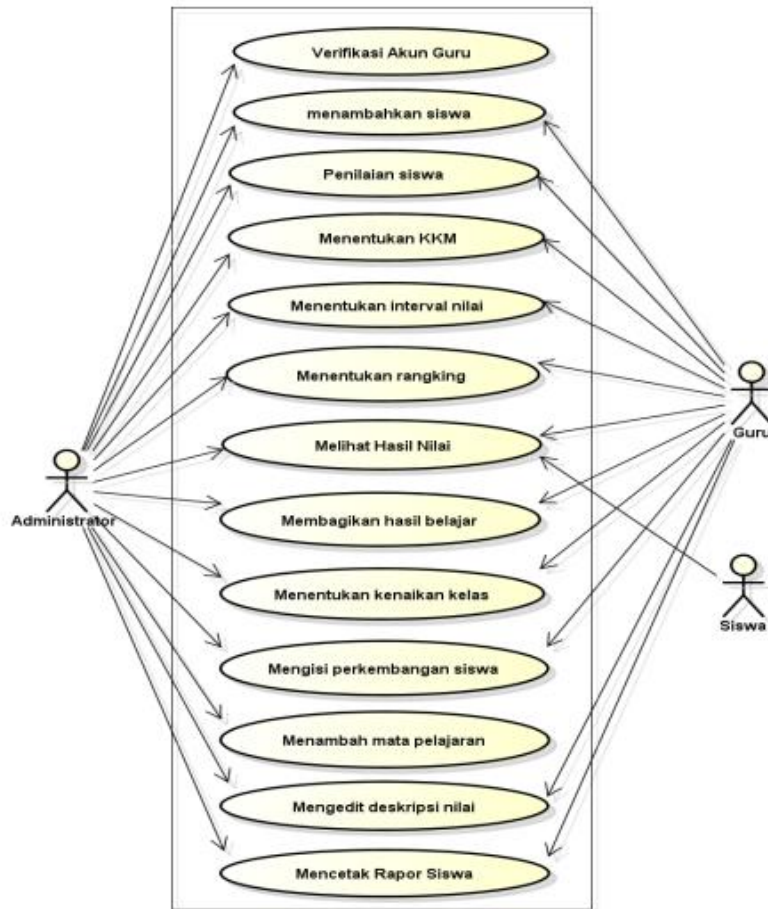 Verifikasi Akun Guru
menambahkan siswa
Penilaian siswa
Menentukan KKM
Menentukan interval nilai
Menentukan rangking
Melihat Hasil Nilai
Membagikan hasil belajar
Menentukan kenaikan kelas
Mengisi perkembangan siswa
Menambah mata pelajaran
Mengedit deskripsi nilai
Mencetak Rapor Siswa
Administrator
Guru
Siswa